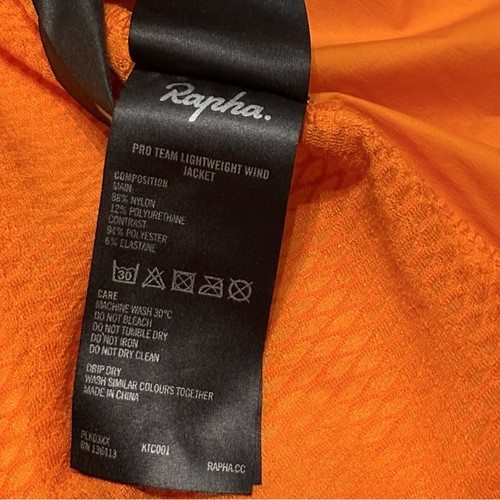 Rapha.
PRO TEAM LIGHTWEIGHT WIND
JACKET
COMPOSITION
MAIN:
88% NYLON
12% POLYURETHANE
CONTRAST:
94% POLYESTER
6% ELASTANE
30
CARE
MACHINE WASH 30°C
DO NOT BLEACH
DO NOT TUMBLE DRY
DO NOT IRON
DO NOT DRY CLEAN
DRIP DRY
WASH SIMILAR COLOURS TOGETHER
MADE IN CHINA
KTC001
RAPHA.CC